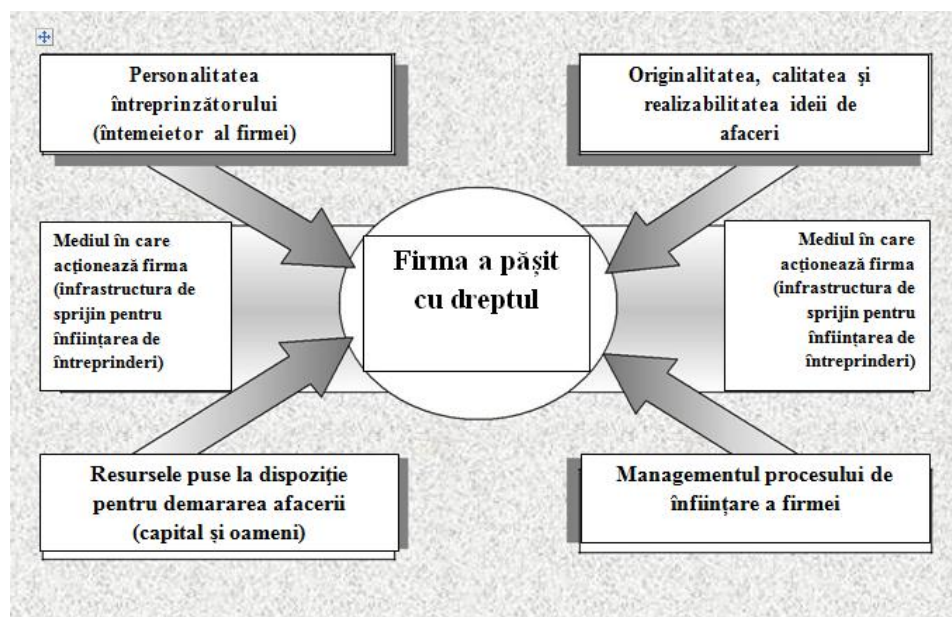 Personalitatea
întreprinzătorului
(întemeietor al firmei)
Originalitatea, calitatea şi
realizabilitatea ideii de
afaceri
Mediul în care
acționează firma
(infrastructura de
sprijin pentru
înființarea de
întreprinderi)
Firma a pășit
cu dreptul
Mediul în care
acționează firma
(infrastructura de
sprijin pentru
înființarea de
întreprinderi)
Resursele puse la dispoziţie
pentru demararea afacerii
(capital și oameni)
Managementul procesului de
înființare a firmei